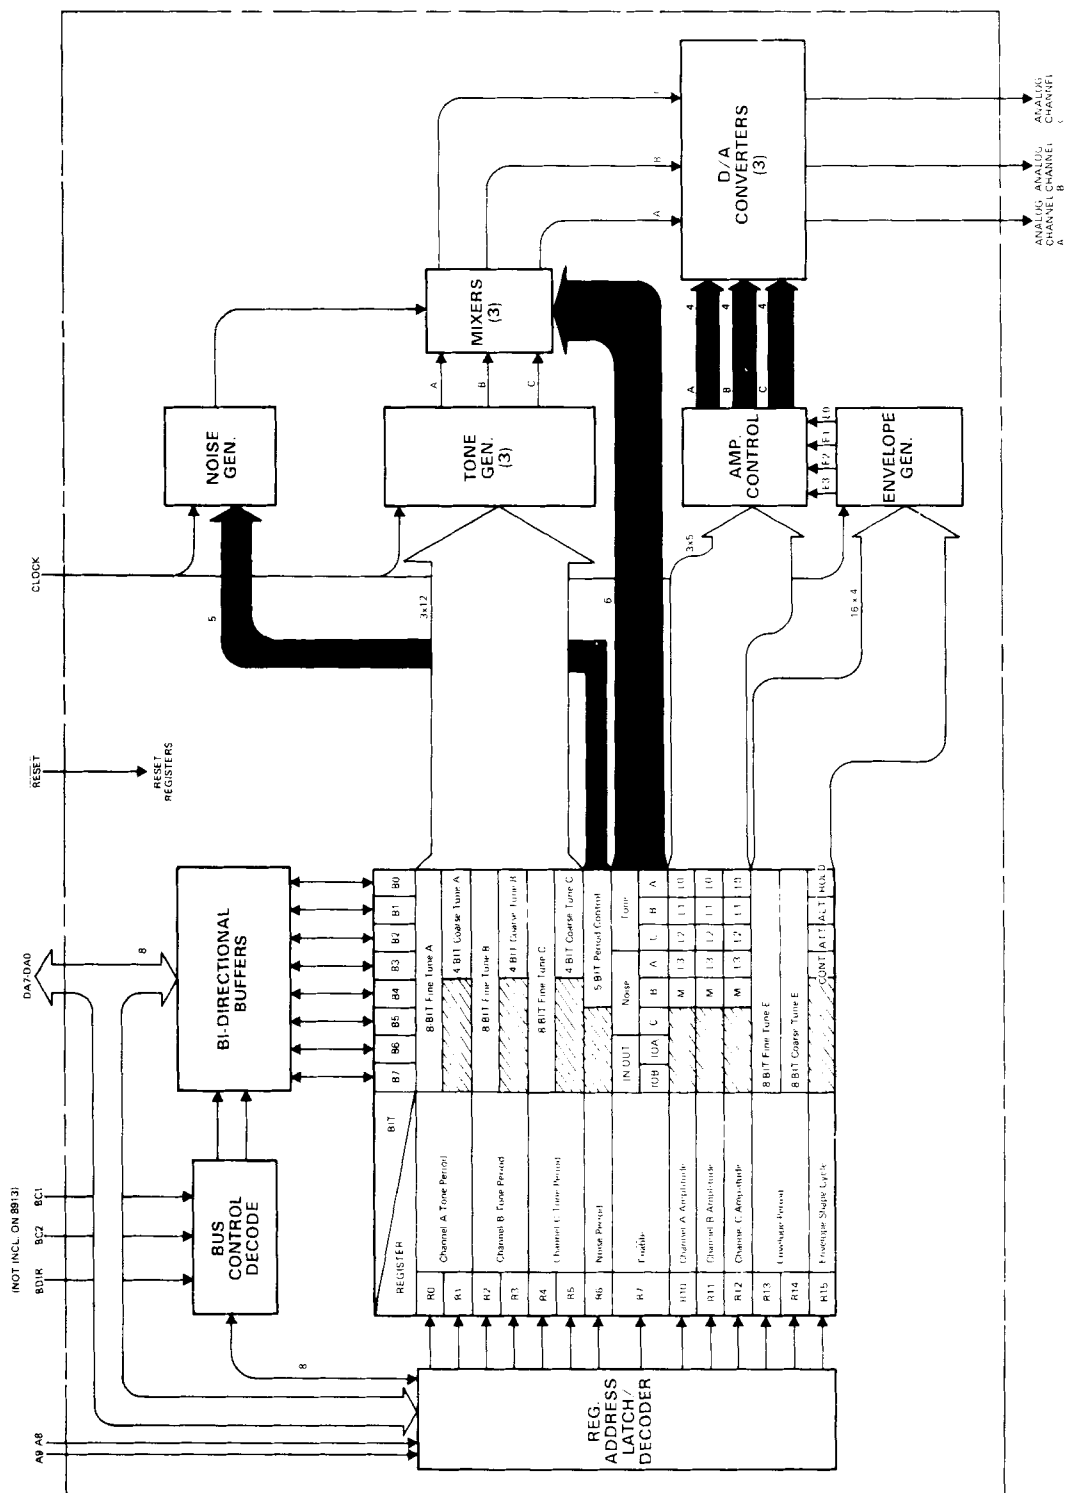 (NOT INCL. ON 8913)
A9 A8
BDIR
BC2
BC1
DA7-DA0
RESET
CLOCK
8
8
BUS
CONTROL
DECODE
BI-DIRECTIONAL
BUFFERS
RESET
REGISTERS
5
NOISE
GEN.
REG.
ADDRESS
LATCH/
DECODER
REGISTER
BIT
B7
B6
B5
B4
B3
B2
B1
B0
R0
Channel A Tone Period
8-BIT Fine Tune A
R1
4 BIT Coarse Tune A
R2
Channel B Tone Period
8-BIT Fine Tune B
R3
4 BIT Coarse Tune B
R4
Channel C Tone Period
8 BIT Fine Tune C
R5
4 BIT Coarse Tune C
R6
Noise Period
5 BIT Period Control
R7
Enable
IN OUT
Noise
Tone
IOB
IOA
C
B
A
C
B
A
R10
Channel A Amplitude
M
L3
L2
L1
L0
R11
Channel B Amplitude
M
L3
L2
L1
L0
R12
Channel C Amplitude
M
L3
L2
L1
L0
R13
Envelope Period
8 BIT Fine Tune E
R14
8 BIT Coarse Tune E
R15
Envelope Shape Cycle
CONT
ATT
ALT
HOLD
3x12
TONE
GEN.
(3)
A
B
C
MIXERS
(3)
6
3x5
16 x 4
AMP.
CONTROL
E3
E2
E1
E0
ENVELOPE
GEN.
A
B
C
4
4
4
A
B
D/A
CONVERTERS
(3)
ANALOG
CHANNEL
A
ANALOG
CHANNEL
B
ANALOG
CHANNEL